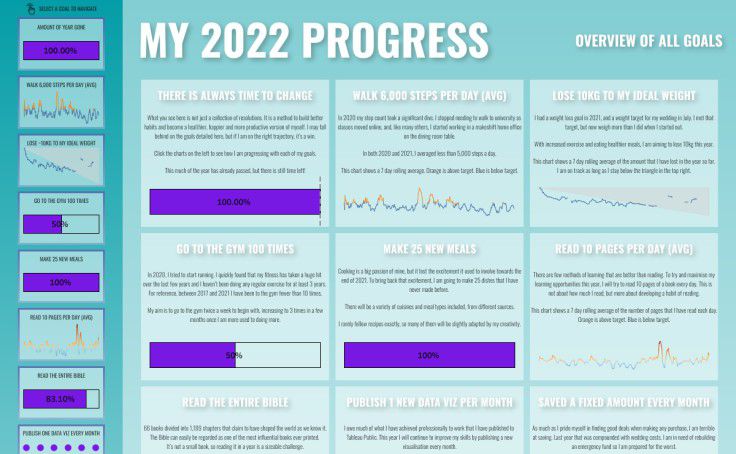 SELECT A GOAL TO NAVIGATE
AMOUNT OF YEAR GONE
100.00%
WALK 6,000 STEPS PER DAY (AVG)
LOSE ~10KG TO MY IDEAL WEIGHT
GO TO THE GYM 100 TIMES
50%
MAKE 25 NEW MEALS
100%
READ 10 PAGES PER DAY (AVG)
READ THE ENTIRE BIBLE
83.10%
PUBLISH ONE DATA VIZ EVERY MONTH
MY 2022 PROGRESS
OVERVIEW OF ALL GOALS
THERE IS ALWAYS TIME TO CHANGE
What you see here is not just a collection of resolutions. It is a method to build better
habits and become a healthier, happier and more productive version of myself. I may fall
behind on the goals detailed here, but if I am on the right trajectory, it's a win.
Click the charts on the left to see how I am progressing with each of my goals.
This much of the year has already passed, but there is still time left!
100.00%
WALK 6,000 STEPS PER DAY (AVG)
In 2020 my step count took a significant dive. I stopped needing to walk to university as
classes moved online, and, like many others, I started working in a makeshift home office
on the dining room table.
In both 2020 and 2021, I averaged less than 5,000 steps a day.
This chart shows a 7 day rolling average. Orange is above target. Blue is below target.
LOSE 10KG TO MY IDEAL WEIGHT
I had a weight loss goal in 2021, and a weight target for my wedding in July. I met that
target, but now weigh more than I did when I started out.
With increased exercise and eating healthier meals, I am aiming to lose 10kg this year.
This chart shows a 7 day rolling average of the amount that I have lost in the year so far.
I am on track as long as I stay below the triangle in the top right.
GO TO THE GYM 100 TIMES
In 2020, I tried to start running. I quickly found that my fitness has taken a huge hit
over the last few years and I haven't been doing any regular exercise for at least 3 years.
For reference, between 2017 and 2021 I have been to the gym fewer than 10 times.
My aim is to go to the gym twice a week to begin with, increasing to 3 times in a few
months once I am more used to doing more.
50%
MAKE 25 NEW MEALS
Cooking is a big passion of mine, but it lost the excitement it used to involve towards the
end of 2021. To bring back that excitement, I am going to make 25 dishes that I have
never made before.
There will be a variety of cuisines and meal types included, from different sources.
I rarely follow recipes exactly, so many of them will be slightly adapted by my creativity.
100%
READ 10 PAGES PER DAY (AVG)
There are few methods of learning that are better than reading. To try and maximise my
learning opportunities this year, I will try to read 10 pages of a book every day. This is
not about how much I read, but more about developing a habit of reading.
This chart shows a 7 day rolling average of the number of pages that I have read each day.
Orange is above target. Blue is below target.
READ THE ENTIRE BIBLE
66 books divided into 1,189 chapters that claim to have shaped the world as we know it.
The Bible can easily be regarded as one of the most influential books ever printed.
It's not a small book, so reading it in a year is a sizeable challenge.
PUBLISH 1 NEW DATA VIZ PER MONTH
I owe much of what I have achieved professionally to work that I have published to
Tableau Public. This year I will continue to improve my skills by publishing a new
visualisation every month.
SAVED A FIXED AMOUNT EVERY MONTH
As much as I pride myself in finding good deals when making any purchase, I am terrible
at saving. Last year that was compounded with wedding costs. I am in need of rebuilding
an emergency fund so I am prepared for the worst.